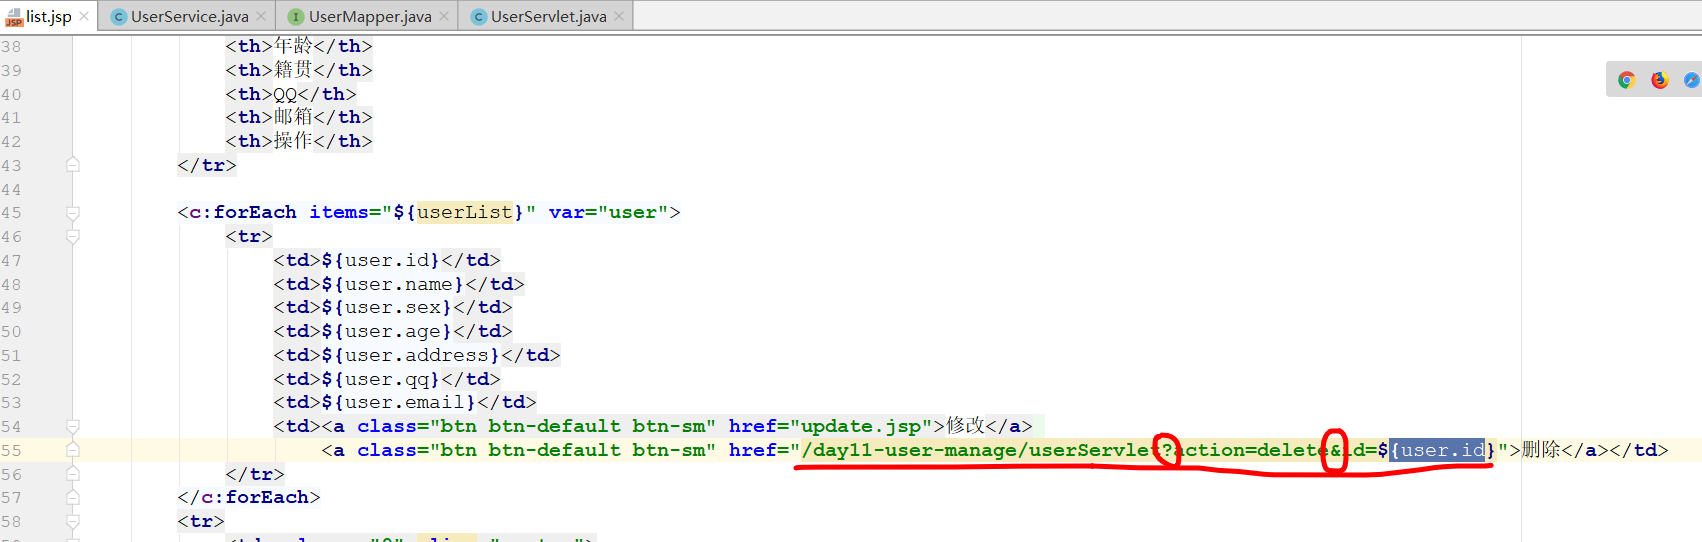 list.jsp UserService.java UserMapper.java UserServlet.java
38 <th>年龄</th>
39 <th>籍贯</th>
40 <th>QQ</th>
41 <th>邮箱</th>
42 <th>操作</th>
43 </tr>
44
45 <c:forEach items="${userList}" var="user">
46 <tr>
47 <td>${user.id}</td>
48 <td>${user.name}</td>
49 <td>${user.sex}</td>
50 <td>${user.age}</td>
51 <td>${user.address}</td>
52 <td>${user.qq}</td>
53 <td>${user.email}</td>
54 <td><a class="btn btn-default btn-sm" href="update.jsp">修改</a>
55 <a class="btn btn-default btn-sm" href="/day11-user-manage/userServlet?action=delete&id=${user.id}">删除</a></td>
56 </tr>
57 </c:forEach>
58 <tr>